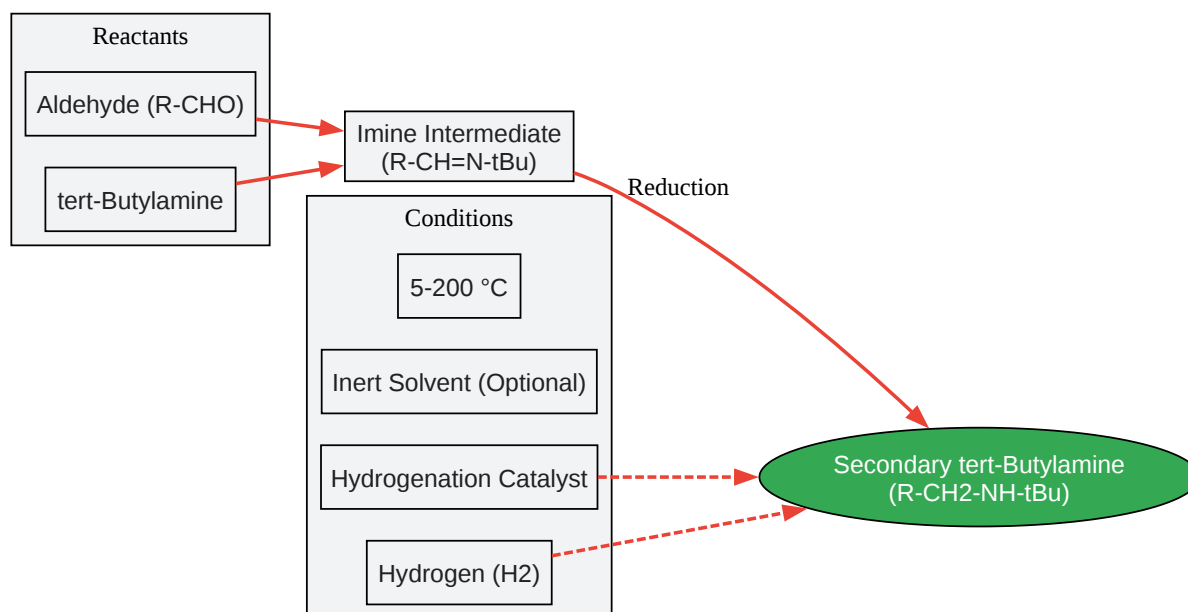 Reactants
Aldehyde (R-CHO)
tert-Butylamine
Imine Intermediate
(R-CH=N-tBu)
Reduction
Conditions
5-200 °C
Inert Solvent (Optional)
Hydrogenation Catalyst
Hydrogen (H2)
Secondary tert-Butylamine
(R-CH2-NH-tBu)